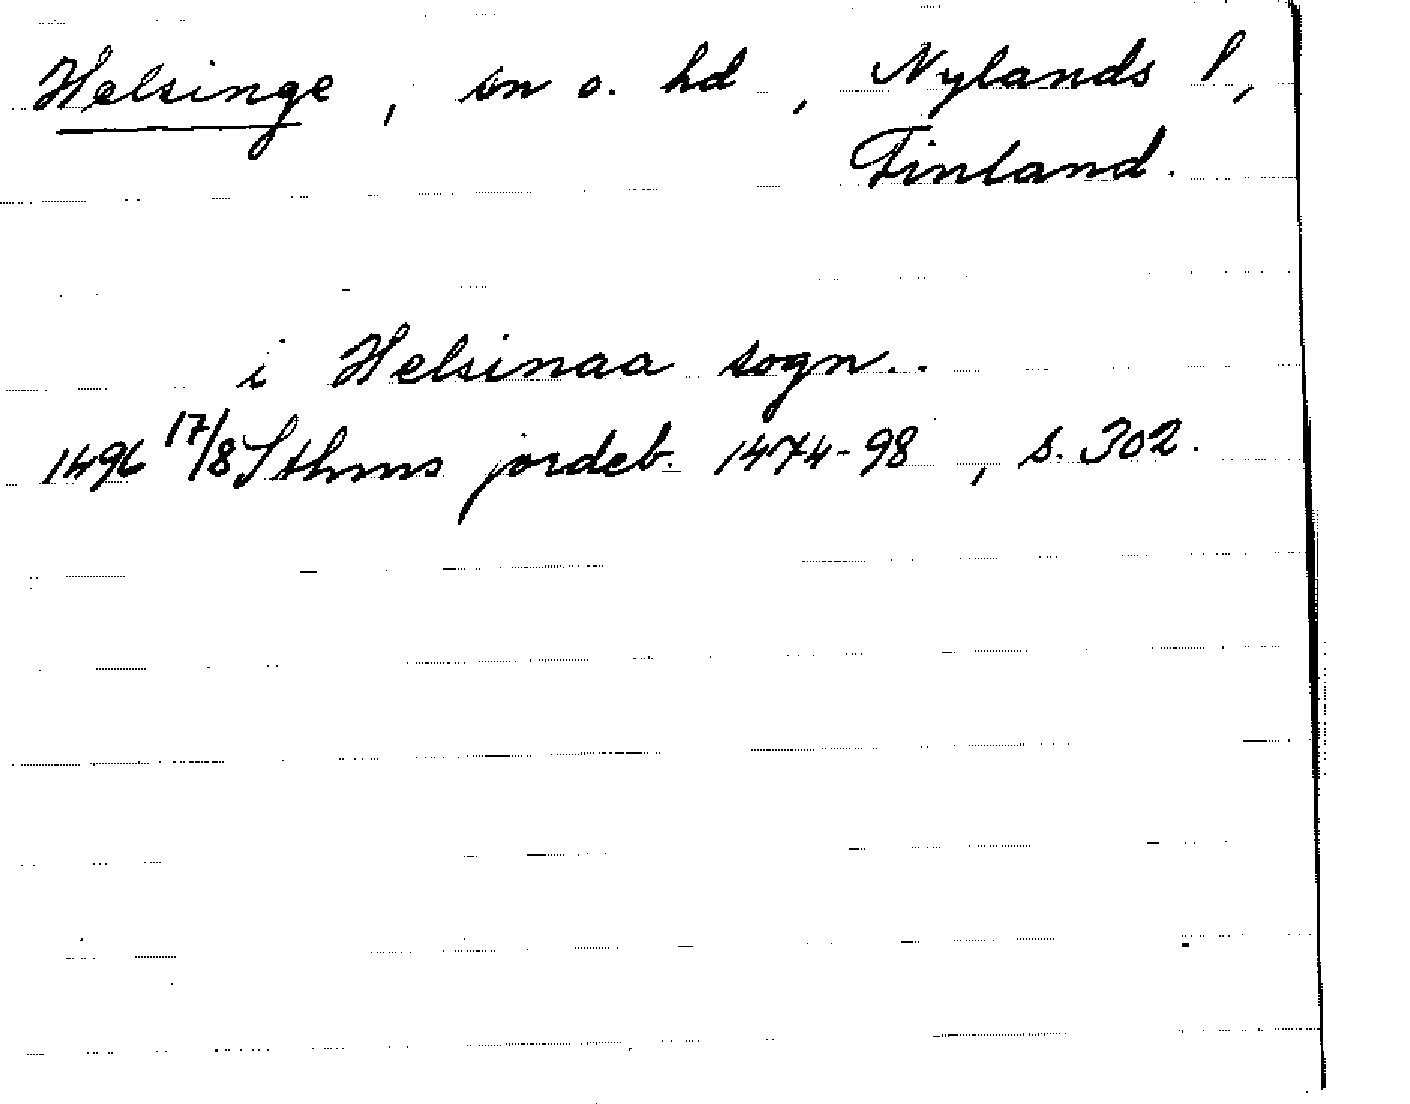 Helsinge, sn o. hd, Nylands l,
Finland.
i Helsinaa sogn..
1496 17/8 Sthms jordeb. 1474-98, s. 302.